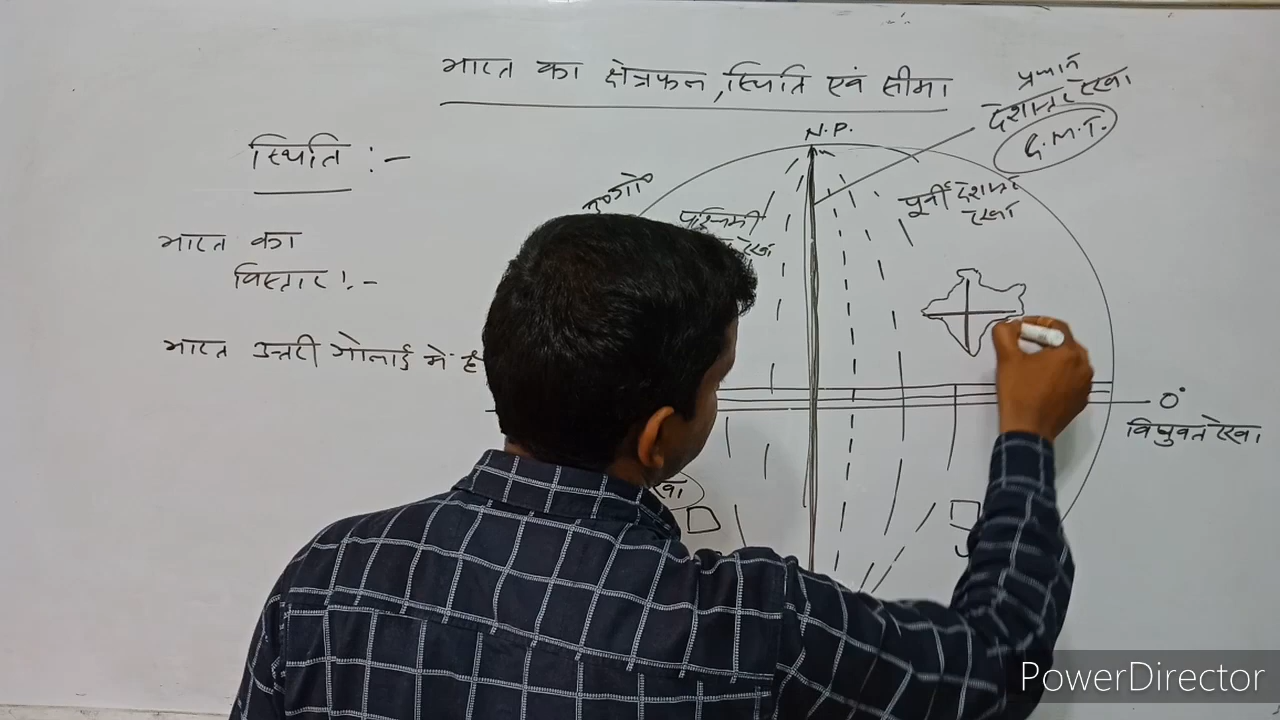 भारत का क्षेत्रफल, स्थिति एवं सीमा
प्रधान
देशान्तर रेखा
G.M.T.
N.P.
स्थिति :-
पूर्वी देशान्तर
रेखा
पश्चिमी
रेखा
भारत का
विस्तार :-
भारत उत्तरी गोलार्द्ध में है
0°
विषुवत रेखा
PowerDirector